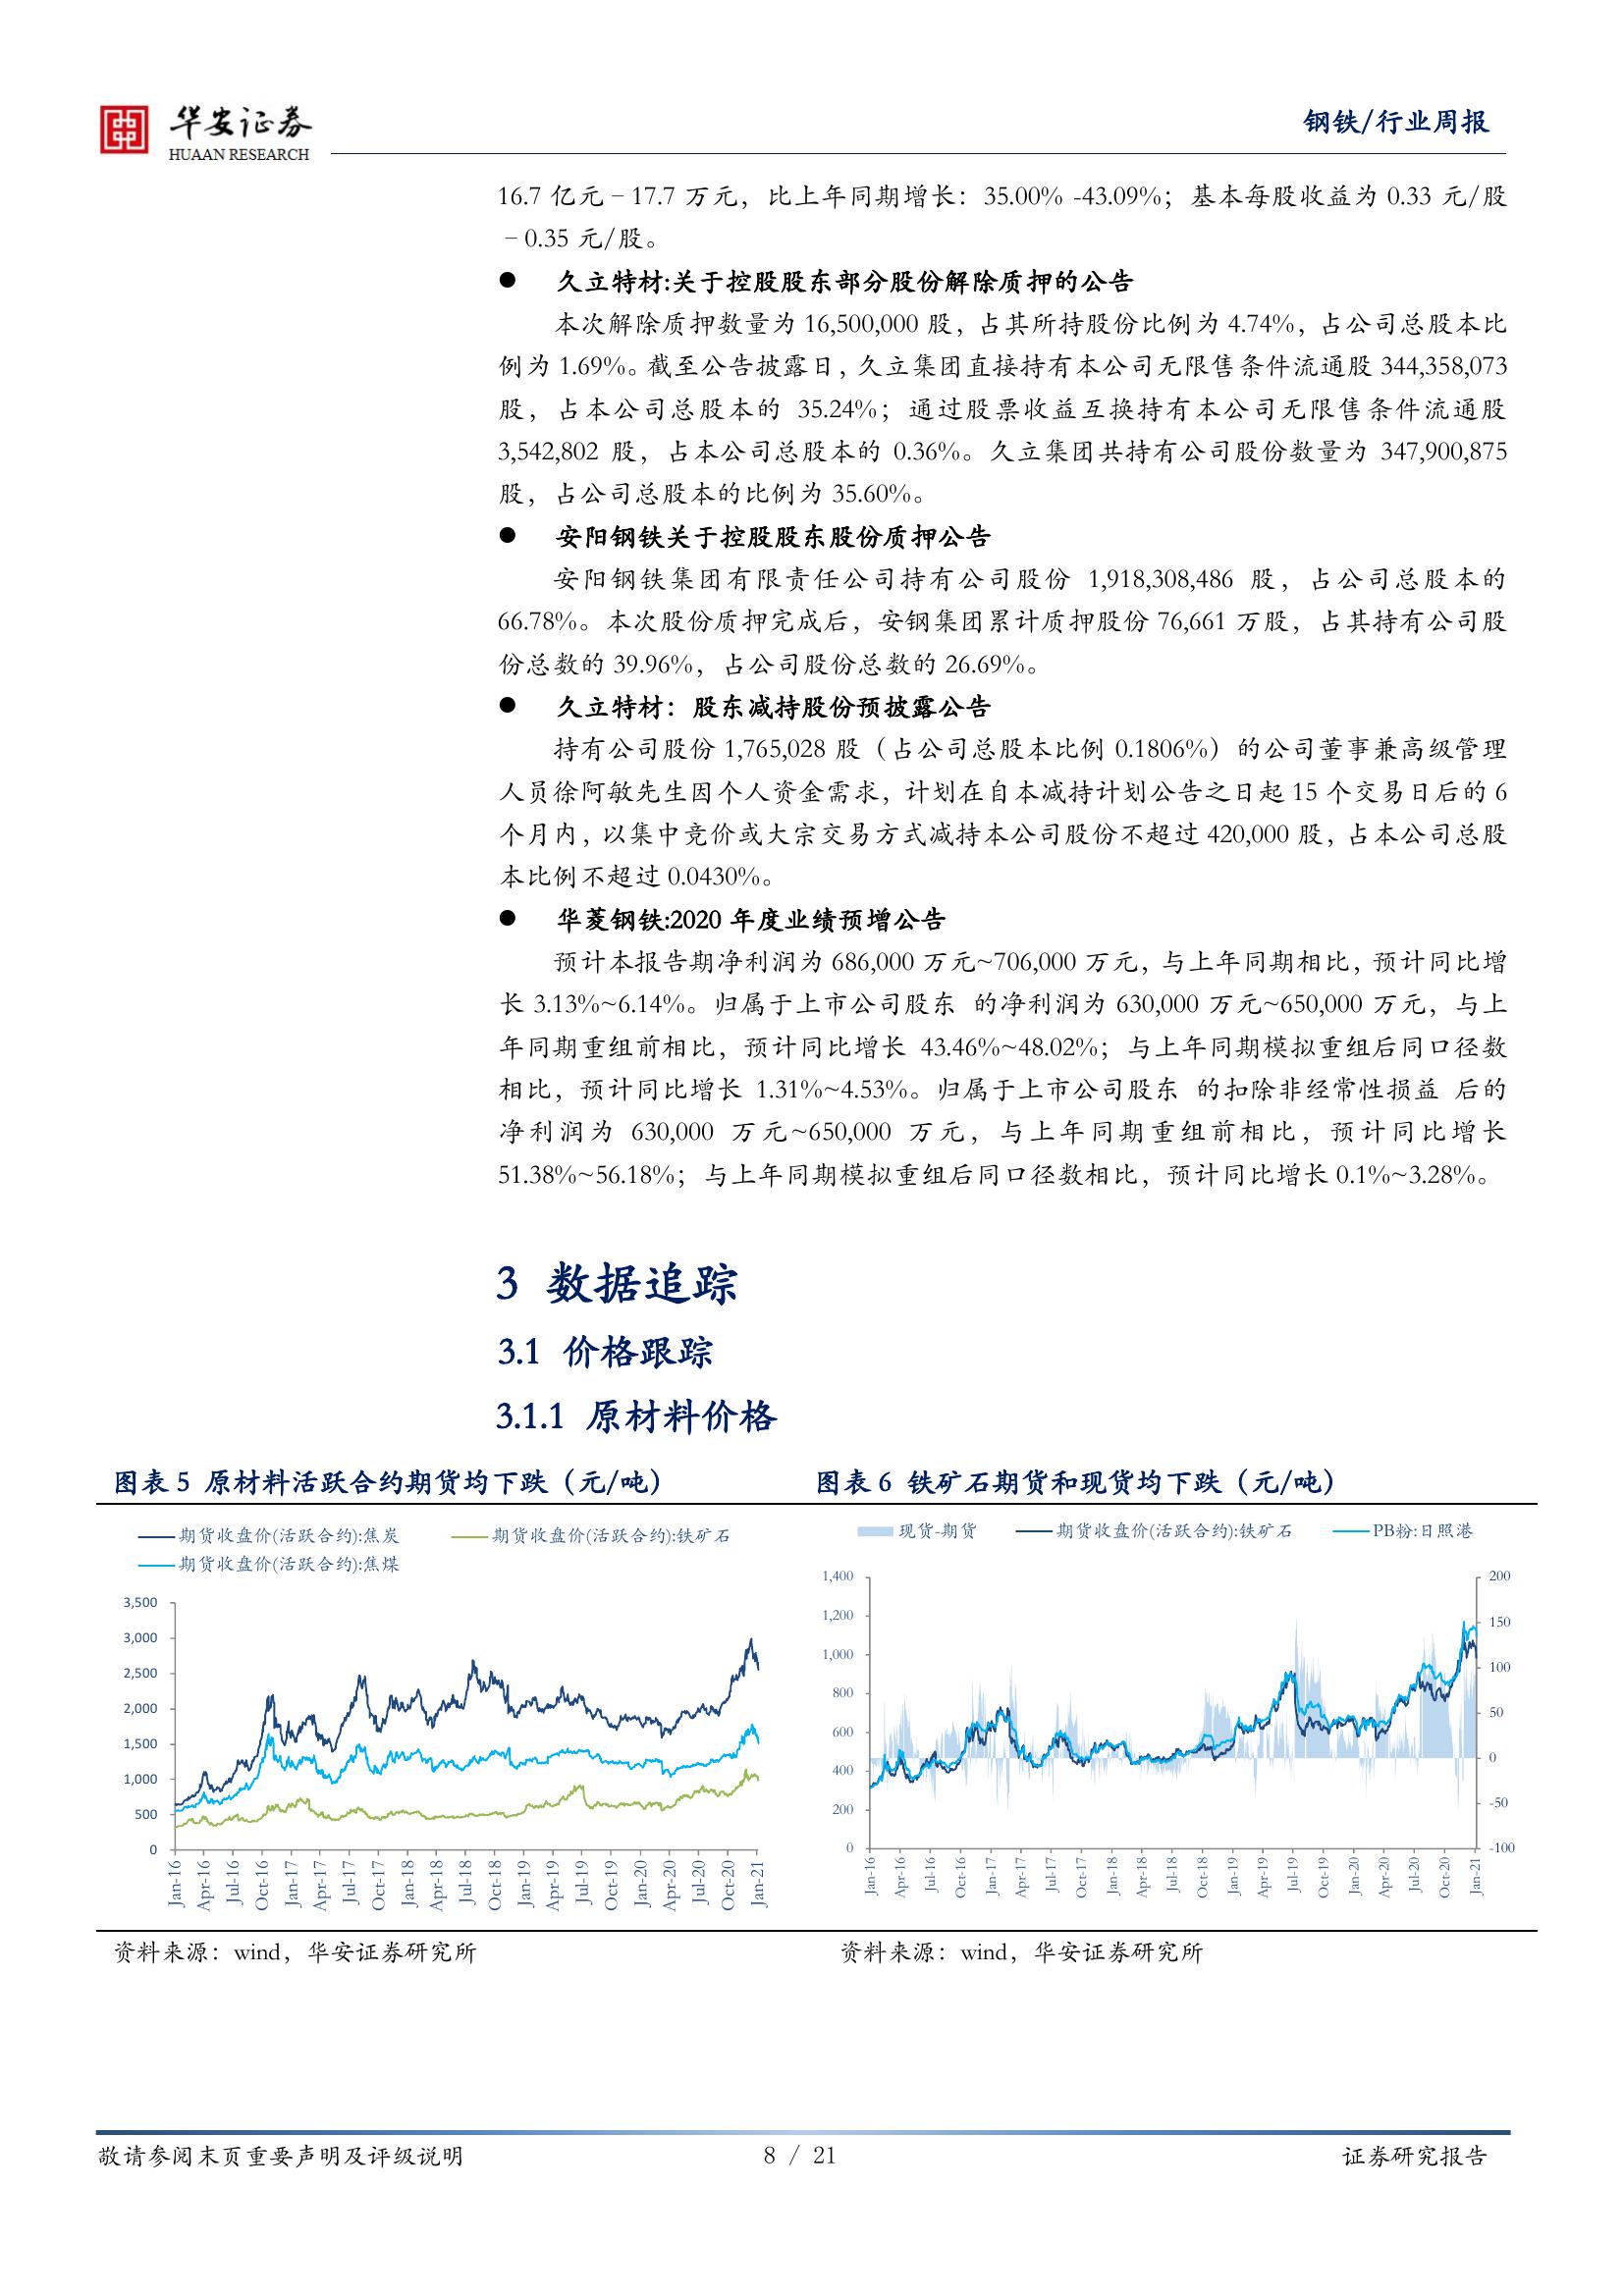 华安证券
HUAAN RESEARCH
钢铁/行业周报
16.7 亿元–17.7 万元，比上年同期增长：35.00% -43.09%；基本每股收益为 0.33 元/股
–0.35 元/股。
● 久立特材:关于控股股东部分股份解除质押的公告
本次解除质押数量为 16,500,000 股，占其所持股份比例为 4.74%，占公司总股本比
例为 1.69%。截至公告披露日，久立集团直接持有本公司无限售条件流通股 344,358,073
股，占本公司总股本的 35.24%；通过股票收益互换持有本公司无限售条件流通股
3,542,802 股，占本公司总股本的 0.36%。久立集团共持有公司股份数量为 347,900,875
股，占公司总股本的比例为 35.60%。
● 安阳钢铁关于控股股东股份质押公告
安阳钢铁集团有限责任公司持有公司股份 1,918,308,486 股，占公司总股本的
66.78%。本次股份质押完成后，安钢集团累计质押股份 76,661 万股，占其持有公司股
份总数的 39.96%，占公司股份总数的 26.69%。
● 久立特材：股东减持股份预披露公告
持有公司股份 1,765,028 股（占公司总股本比例 0.1806%）的公司董事兼高级管理
人员徐阿敏先生因个人资金需求，计划在自本减持计划公告之日起 15 个交易日后的 6
个月内，以集中竞价或大宗交易方式减持本公司股份不超过 420,000 股，占本公司总股
本比例不超过 0.0430%。
● 华菱钢铁:2020 年度业绩预增公告
预计本报告期净利润为 686,000 万元~706,000 万元，与上年同期相比，预计同比增
长 3.13%~6.14%。归属于上市公司股东 的净利润为 630,000 万元~650,000 万元，与上
年同期重组前相比，预计同比增长 43.46%~48.02%；与上年同期模拟重组后同口径数
相比，预计同比增长 1.31%~4.53%。归属于上市公司股东 的扣除非经常性损益 后的
净利润为 630,000 万元~650,000 万元，与上年同期重组前相比，预计同比增长
51.38%~56.18%；与上年同期模拟重组后同口径数相比，预计同比增长 0.1%~3.28%。
3 数据追踪
3.1 价格跟踪
3.1.1 原材料价格
图表 5 原材料活跃合约期货均下跌（元/吨）
期货收盘价(活跃合约):焦炭 期货收盘价(活跃合约):铁矿石
期货收盘价(活跃合约):焦煤
3,500
3,000
2,500
2,000
1,500
1,000
500
0
Jan-16 Apr-16 Jul-16 Oct-16 Jan-17 Apr-17 Jul-17 Oct-17 Jan-18 Apr-18 Jul-18 Oct-18 Jan-19 Apr-19 Jul-19 Oct-19 Jan-20 Apr-20 Jul-20 Oct-20 Jan-21
资料来源：wind，华安证券研究所
图表 6 铁矿石期货和现货均下跌（元/吨）
现货-期货 期货收盘价(活跃合约):铁矿石 PB粉:日照港
1,400
1,200
1,000
800
600
400
200
0
200
150
100
50
0
-50
-100
Jan-16 Apr-16 Jul-16 Oct-16 Jan-17 Apr-17 Jul-17 Oct-17 Jan-18 Apr-18 Jul-18 Oct-18 Jan-19 Apr-19 Jul-19 Oct-19 Jan-20 Apr-20 Jul-20 Oct-20 Jan-21
资料来源：wind，华安证券研究所
敬请参阅末页重要声明及评级说明
8 / 21
证券研究报告